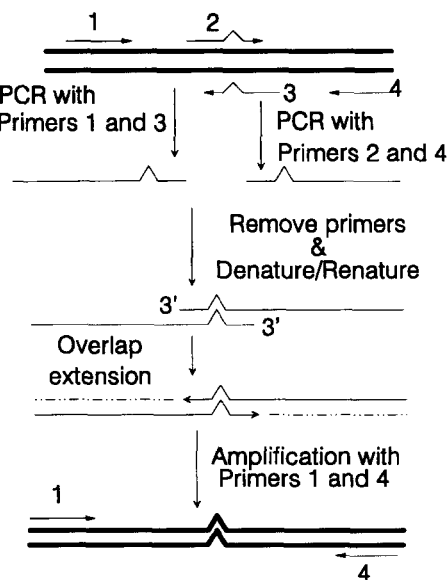 1
2
3
4
PCR with
Primers 1 and 3
PCR with
Primers 2 and 4
Remove primers
&
Denature/Renature
3'
3'
Overlap
extension
Amplification with
Primers 1 and 4
1
4